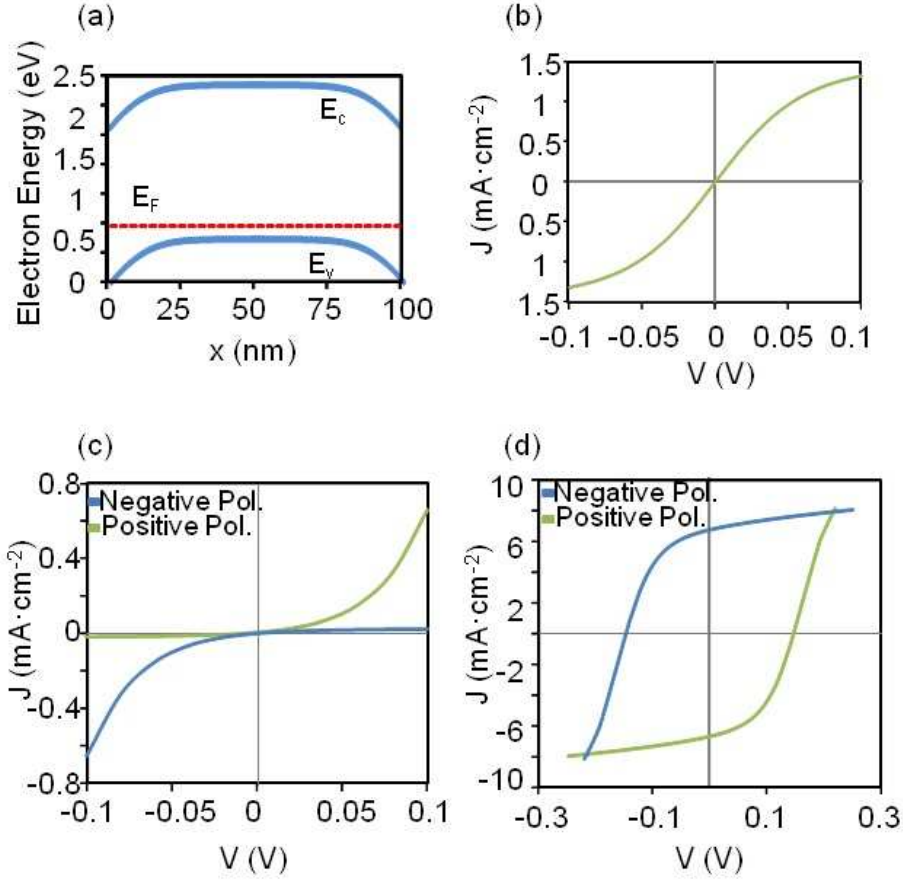 (a)
Electron Energy (eV)
2.5
2
1.5
1
0.5
0
E_c
E_F
E_v
0 25 50 75 100
x (nm)
(b)
J (mA·cm⁻²)
1.5
1
0.5
0
0.5
1
1.5
-0.1 -0.05 0 0.05 0.1
V (V)
(c)
Negative Pol.
Positive Pol.
J (mA·cm⁻²)
0.8
0.4
0
-0.4
-0.8
-0.1 -0.05 0 0.05 0.1
V (V)
(d)
Negative Pol.
Positive Pol.
J (mA·cm⁻²)
10
6
2
-2
-6
-10
-0.3 -0.1 0.1 0.3
V (V)